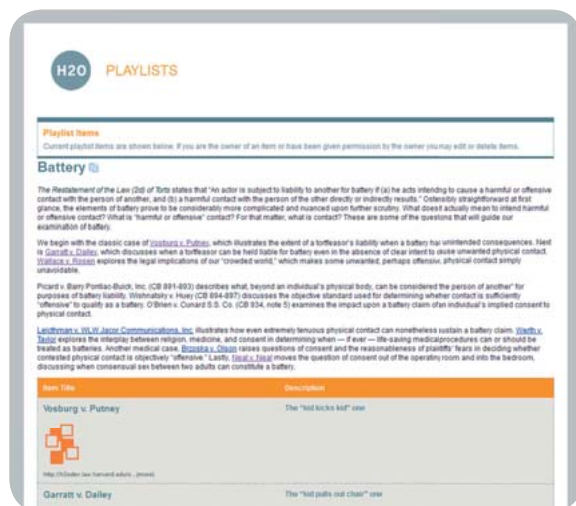 H2O PLAYLISTS
Playlist Items
Current playlist items are shown below. If you are the owner of an item or have been given permission by the owner you may edit or delete items.
Battery
The Restatement of the Law (2d) of Torts states that "An actor is subject to liability to another for battery if (a) he acts intending to cause a harmful or offensive
contact with the person of another, and (b) a harmful contact with the person of the other directly or indirectly results." Ostensibly straightforward at first
glance, the elements of battery prove to be considerably more complicated and nuanced upon further scrutiny. What does it actually mean to intend harmful
or offensive contact? What is "harmful or offensive" contact? For that matter, what is contact? These are some of the questions that will guide our
examination of battery.
We begin with the classic case of Vosburg v. Putney, which illustrates the extent of a tortfeasor's liability when a battery has unintended consequences. Next
is Garratt v. Dailey, which discusses when a tortfeasor can be held liable for battery even in the absence of clear intent to cause unwanted physical contact.
Wallace v. Rosen explores the legal implications of our "crowded world," which makes some unwanted, perhaps offensive, physical contact simply
unavoidable.
Picard v. Barry Pontiac-Buick, Inc. (CB 891-893) describes what, beyond an individual's physical body, can be considered the person of another" for
purposes of battery liability. Wishnatsky v. Huey (CB 894-897) discusses the objective standard used for determining whether contact is sufficiently
"offensive" to qualify as a battery. O'Brien v. Cunard S.S. Co. (CB 934, note 5) examines the impact upon a battery claim ofan individual's implied consent to
physical contact.
Leichtman v. WLW Jacor Communications, Inc. illustrates how even extremely tenuous physical contact can nonetheless sustain a battery claim. Werth v.
Taylor explores the interplay between religion, medicine, and consent in determining when — if ever — life-saving medicalprocedures can or should be
treated as batteries. Another medical case, Brzoska v. Olson raises questions of consent and the reasonableness of plaintiffs' fears in deciding whether
contested physical contact is objectively "offensive." Lastly, Neal v. Neal moves the question of consent out of the operating room and into the bedroom,
discussing when consensual sex between two adults can constitute a battery.
Item Title Description
Vosburg v. Putney The "kid kicks kid" one
Garratt v. Dailey The "kid pulls out chair" one